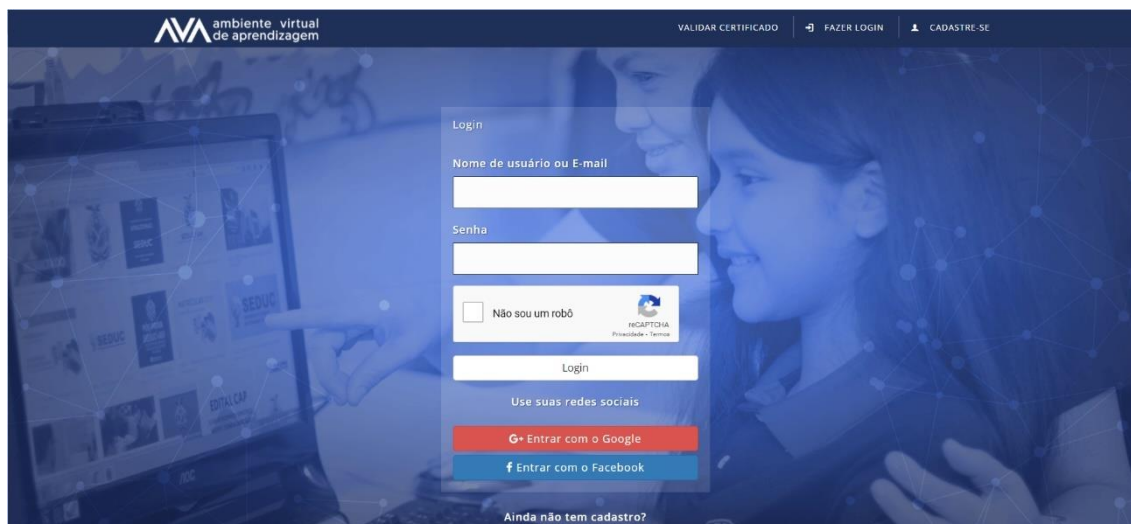 AVA ambiente virtual
de aprendizagem
VALIDAR CERTIFICADO
FAZER LOGIN
CADASTRE-SE
Login
Nome de usuário ou E-mail
Senha
Não sou um robô
reCAPTCHA
Privacidade - Termos
Login
Use suas redes sociais
G+ Entrar com o Google
f Entrar com o Facebook
Ainda não tem cadastro?
SEDUC
SEDUC
SEDUC
EDITAL CAP
AOC